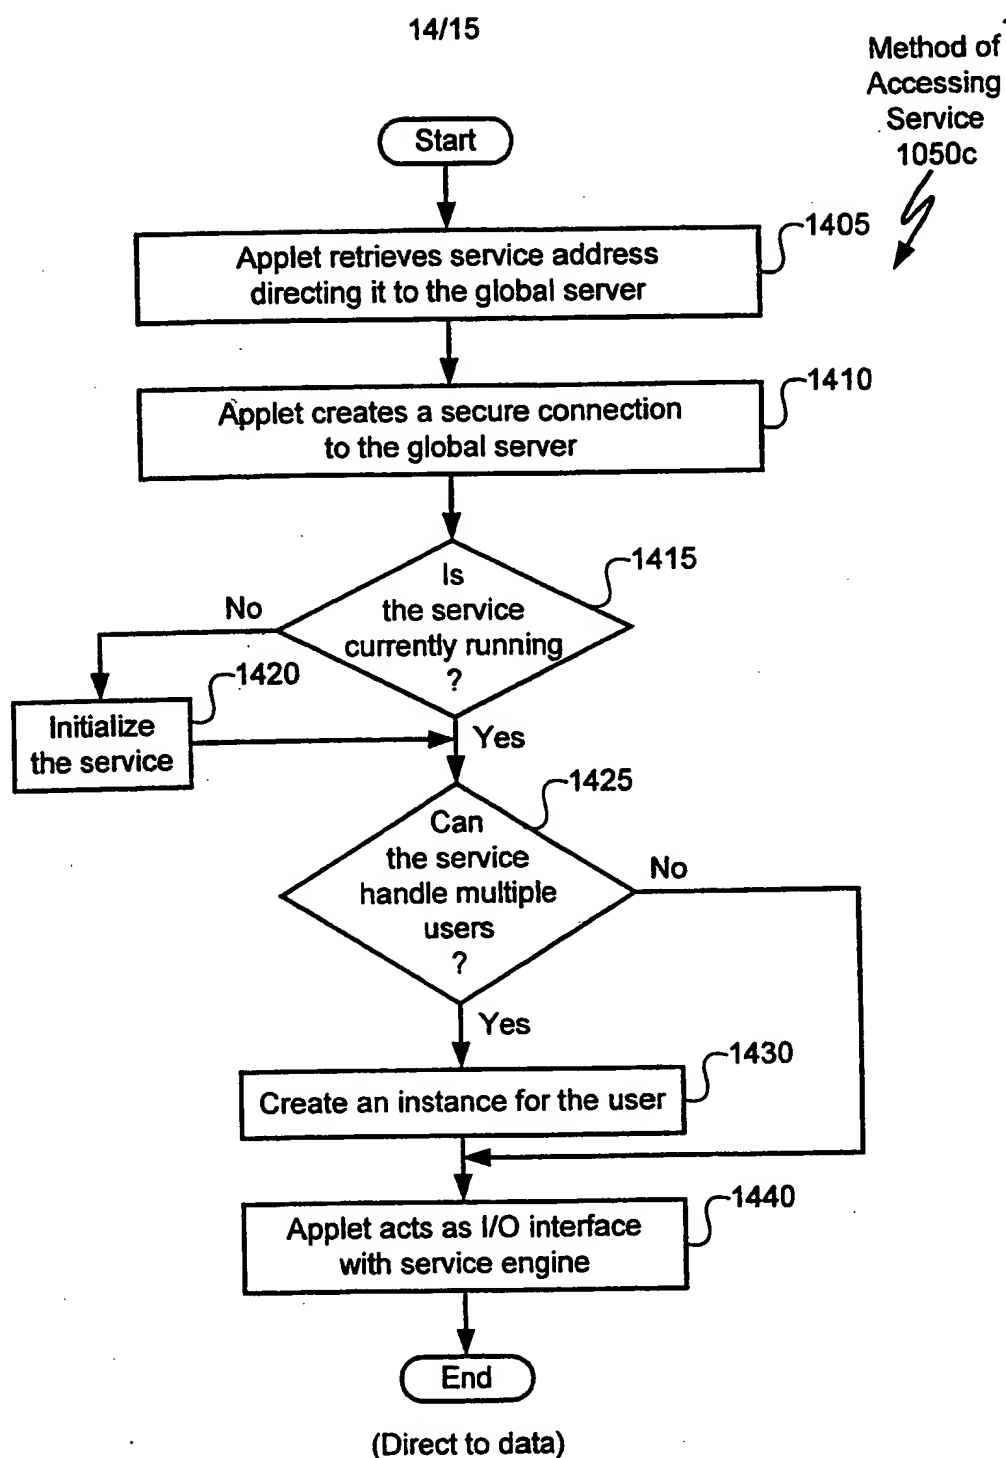 14/15
Method of
Accessing
Service
1050c
Start
1405
Applet retrieves service address
directing it to the global server
1410
Applet creates a secure connection
to the global server
1415
Is
the service
currently running
?
No
1420
Initialize
the service
Yes
1425
Can
the service
handle multiple
users
?
No
Yes
1430
Create an instance for the user
1440
Applet acts as I/O interface
with service engine
End
(Direct to data)